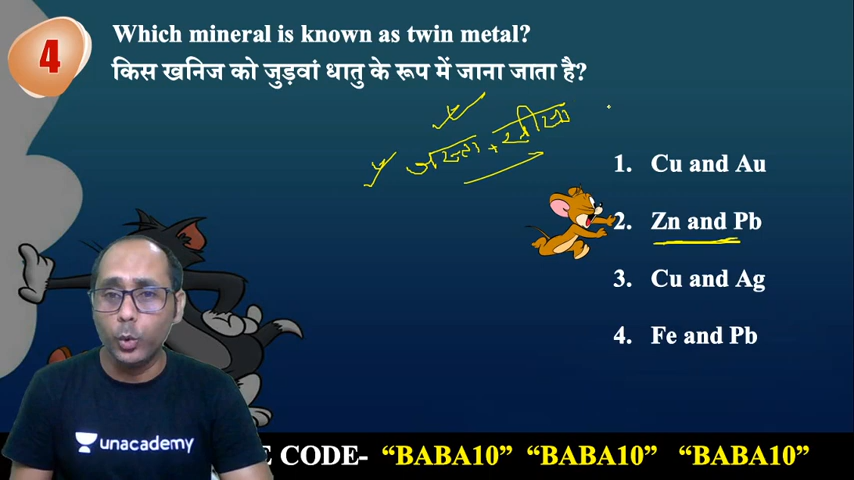 4
Which mineral is known as twin metal?
किस खनिज को जुड़वां धातु के रूप में जाना जाता है?
जस्ता + सीसा
1. Cu and Au
2. Zn and Pb
3. Cu and Ag
4. Fe and Pb
unacademy
E CODE- “BABA10” “BABA10” “BABA10”